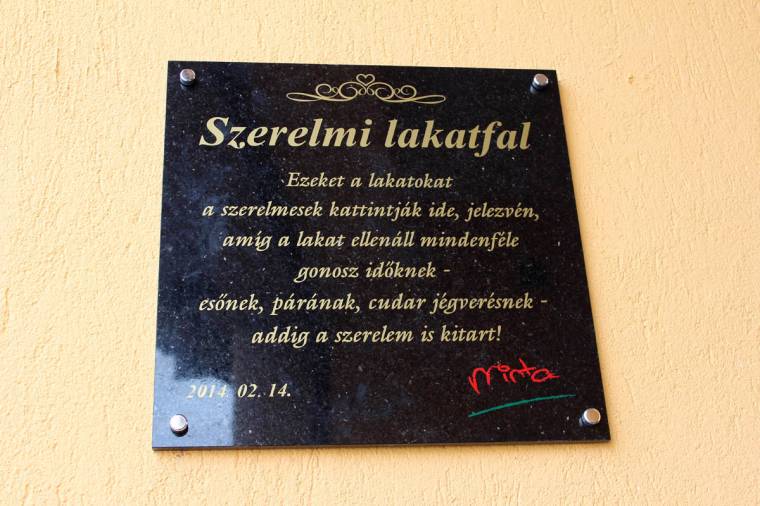 Szerelmi lakatfal
Ezeket a lakatokat
a szerelmesek kattintják ide, jelezvén,
amíg a lakat ellenáll mindenféle
gonosz időknek -
esőnek, párának, cudar jégverésnek -
addig a szerelem is kitart!
2014. 02. 14.
minta